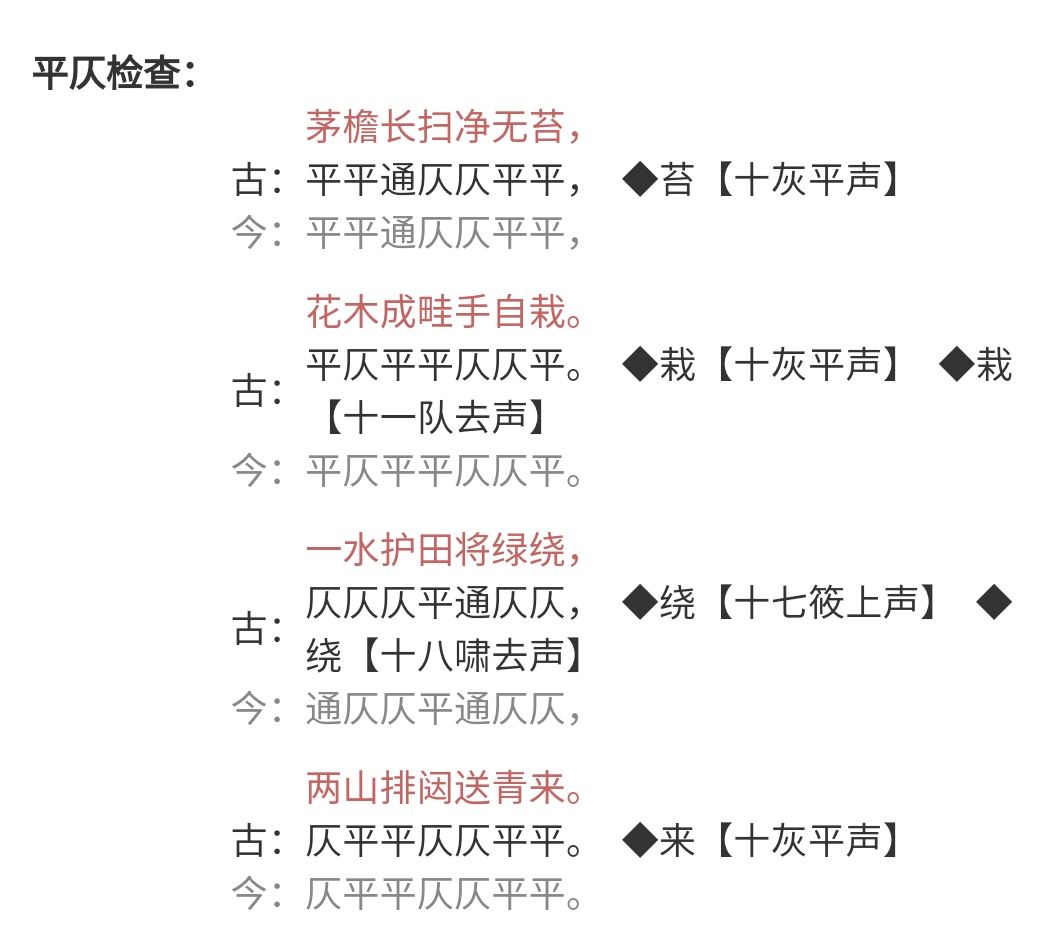 平仄检查：
茅檐长扫净无苔，
古：平平通仄仄平平， ◆苔【十灰平声】
今：平平通仄仄平平，
花木成畦手自栽。
古：平仄平平仄仄平。 ◆栽【十灰平声】 ◆栽
【十一队去声】
今：平仄平平仄仄平。
一水护田将绿绕，
古：仄仄仄平通仄仄， ◆绕【十七筱上声】 ◆
绕【十八啸去声】
今：通仄仄平通仄仄，
两山排闼送青来。
古：仄平平仄仄平平。 ◆来【十灰平声】
今：仄平平仄仄平平。